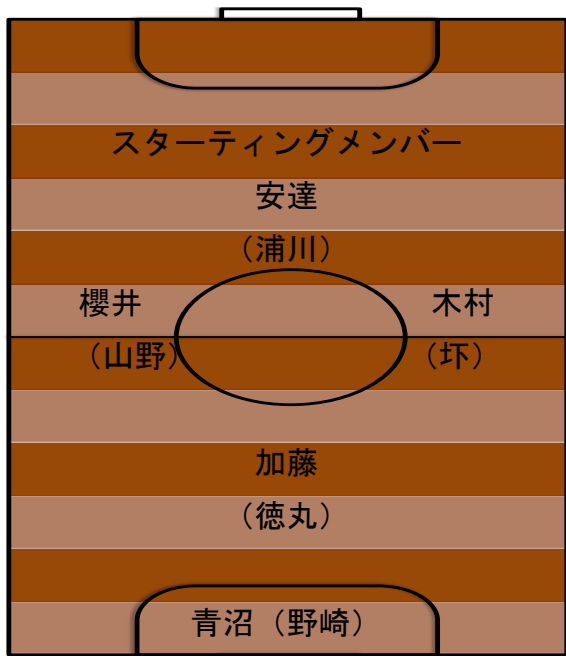 スターティングメンバー
安達
（浦川）
櫻井 木村
（山野） （圷）
加藤
（徳丸）
青沼（野崎）